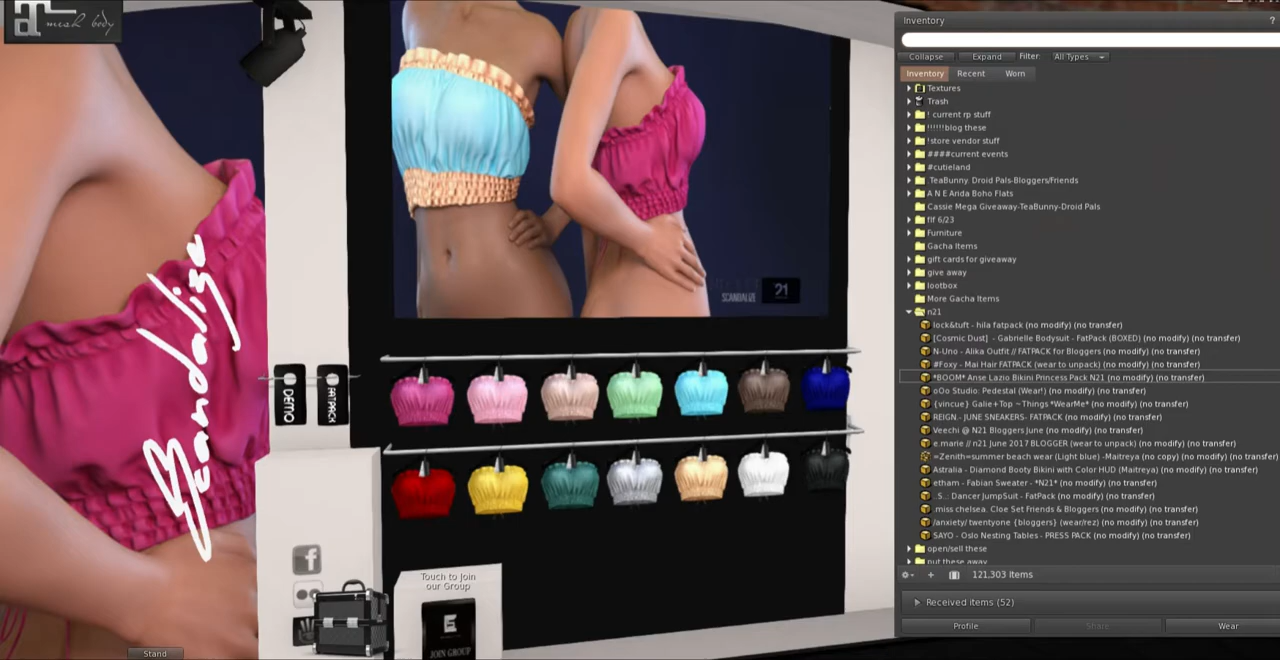 mesh body
Scandalize
DEMO
FATPACK
SCANDALIZE
21
Touch to Join
our Group
JOIN GROUP
Stand
Inventory
?
Collapse
Expand
Filter
All Types
Inventory
Recent
Worn
Textures
Trash
! current rp stuff
!!!!!!blog these
!store vendor stuff
####current events
#cutieland
.TeaBunny. Droid Pals-Bloggers/Friends
A N E Arida Boho Flats
Cassie Mega Giveaway-TeaBunny-Droid Pals
flf 6/23
Furniture
Gacha Items
gift cards for giveaway
give away
lootbox
More Gacha Items
n21
lock&tuft - hila fatpack (no modify) (no transfer)
[Cosmic Dust] - Gabrielle Bodysuit - FatPack (BOXED) (no modify) (no transfer)
N-Uno - Alika Outfit // FATPACK for Bloggers (no modify) (no transfer)
#Foxy - Mai Hair FATPACK (wear to unpack) (no modify) (no transfer)
*BOOM* Anse Lazio Bikini Princess Pack N21 (no modify) (no transfer)
oOo Studio: Pedestal (Wear!) (no modify) (no transfer)
{vincue} Galie+Top ~Things *WearMe* (no modify) (no transfer)
REIGN.- JUNE SNEAKERS- FATPACK (no modify) (no transfer)
Veechi @ N21 Bloggers June (no modify) (no transfer)
e.marie // n21 June 2017 BLOGGER (wear to unpack) (no modify) (no transfer)
=Zenith=summer beach wear (Light blue) -Maitreya (no copy) (no modify) (no transfer)
Astralia - Diamond Booty Bikini with Color HUD (Maitreya) (no modify) (no transfer)
etham - Fabian Sweater - *N21* (no modify) (no transfer)
..S..: Dancer JumpSuit - FatPack (no modify) (no transfer)
.miss chelsea. Cloe Set Friends & Bloggers (no modify) (no transfer)
/anxiety/ twentyone {bloggers} (wear/rez) (no modify) (no transfer)
SAYO - Oslo Nesting Tables - PRESS PACK (no modify) (no transfer)
open/sell these
put these away
121,303 Items
Received items (52)
Profile
Share
Wear